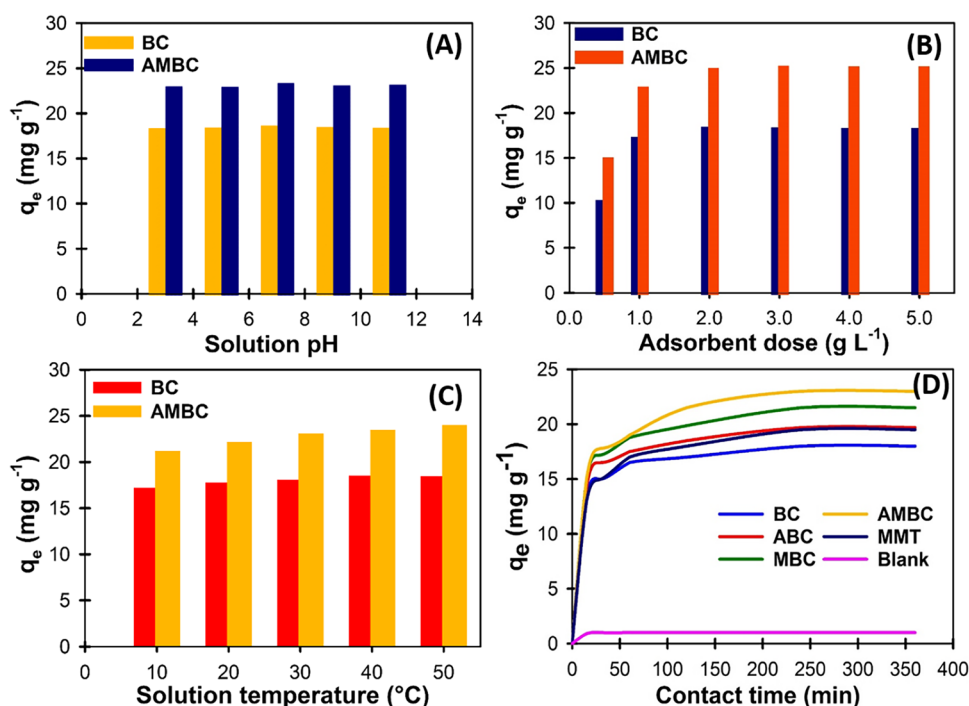 (A)
BC
AMBC
30
25
20
15
10
5
0
qe (mg g-1)
0 2 4 6 8 10 12 14
Solution pH
(B)
BC
AMBC
30
25
20
15
10
5
0
qe (mg g-1)
0.0 1.0 2.0 3.0 4.0 5.0
Adsorbent dose (g L-1)
(C)
BC
AMBC
30
25
20
15
10
5
0
qe (mg g-1)
0 10 20 30 40 50
Solution temperature (°C)
(D)
25
20
15
10
5
0
qe (mg g-1)
BC AMBC
ABC MMT
MBC Blank
0 50 100 150 200 250 300 350 400
Contact time (min)